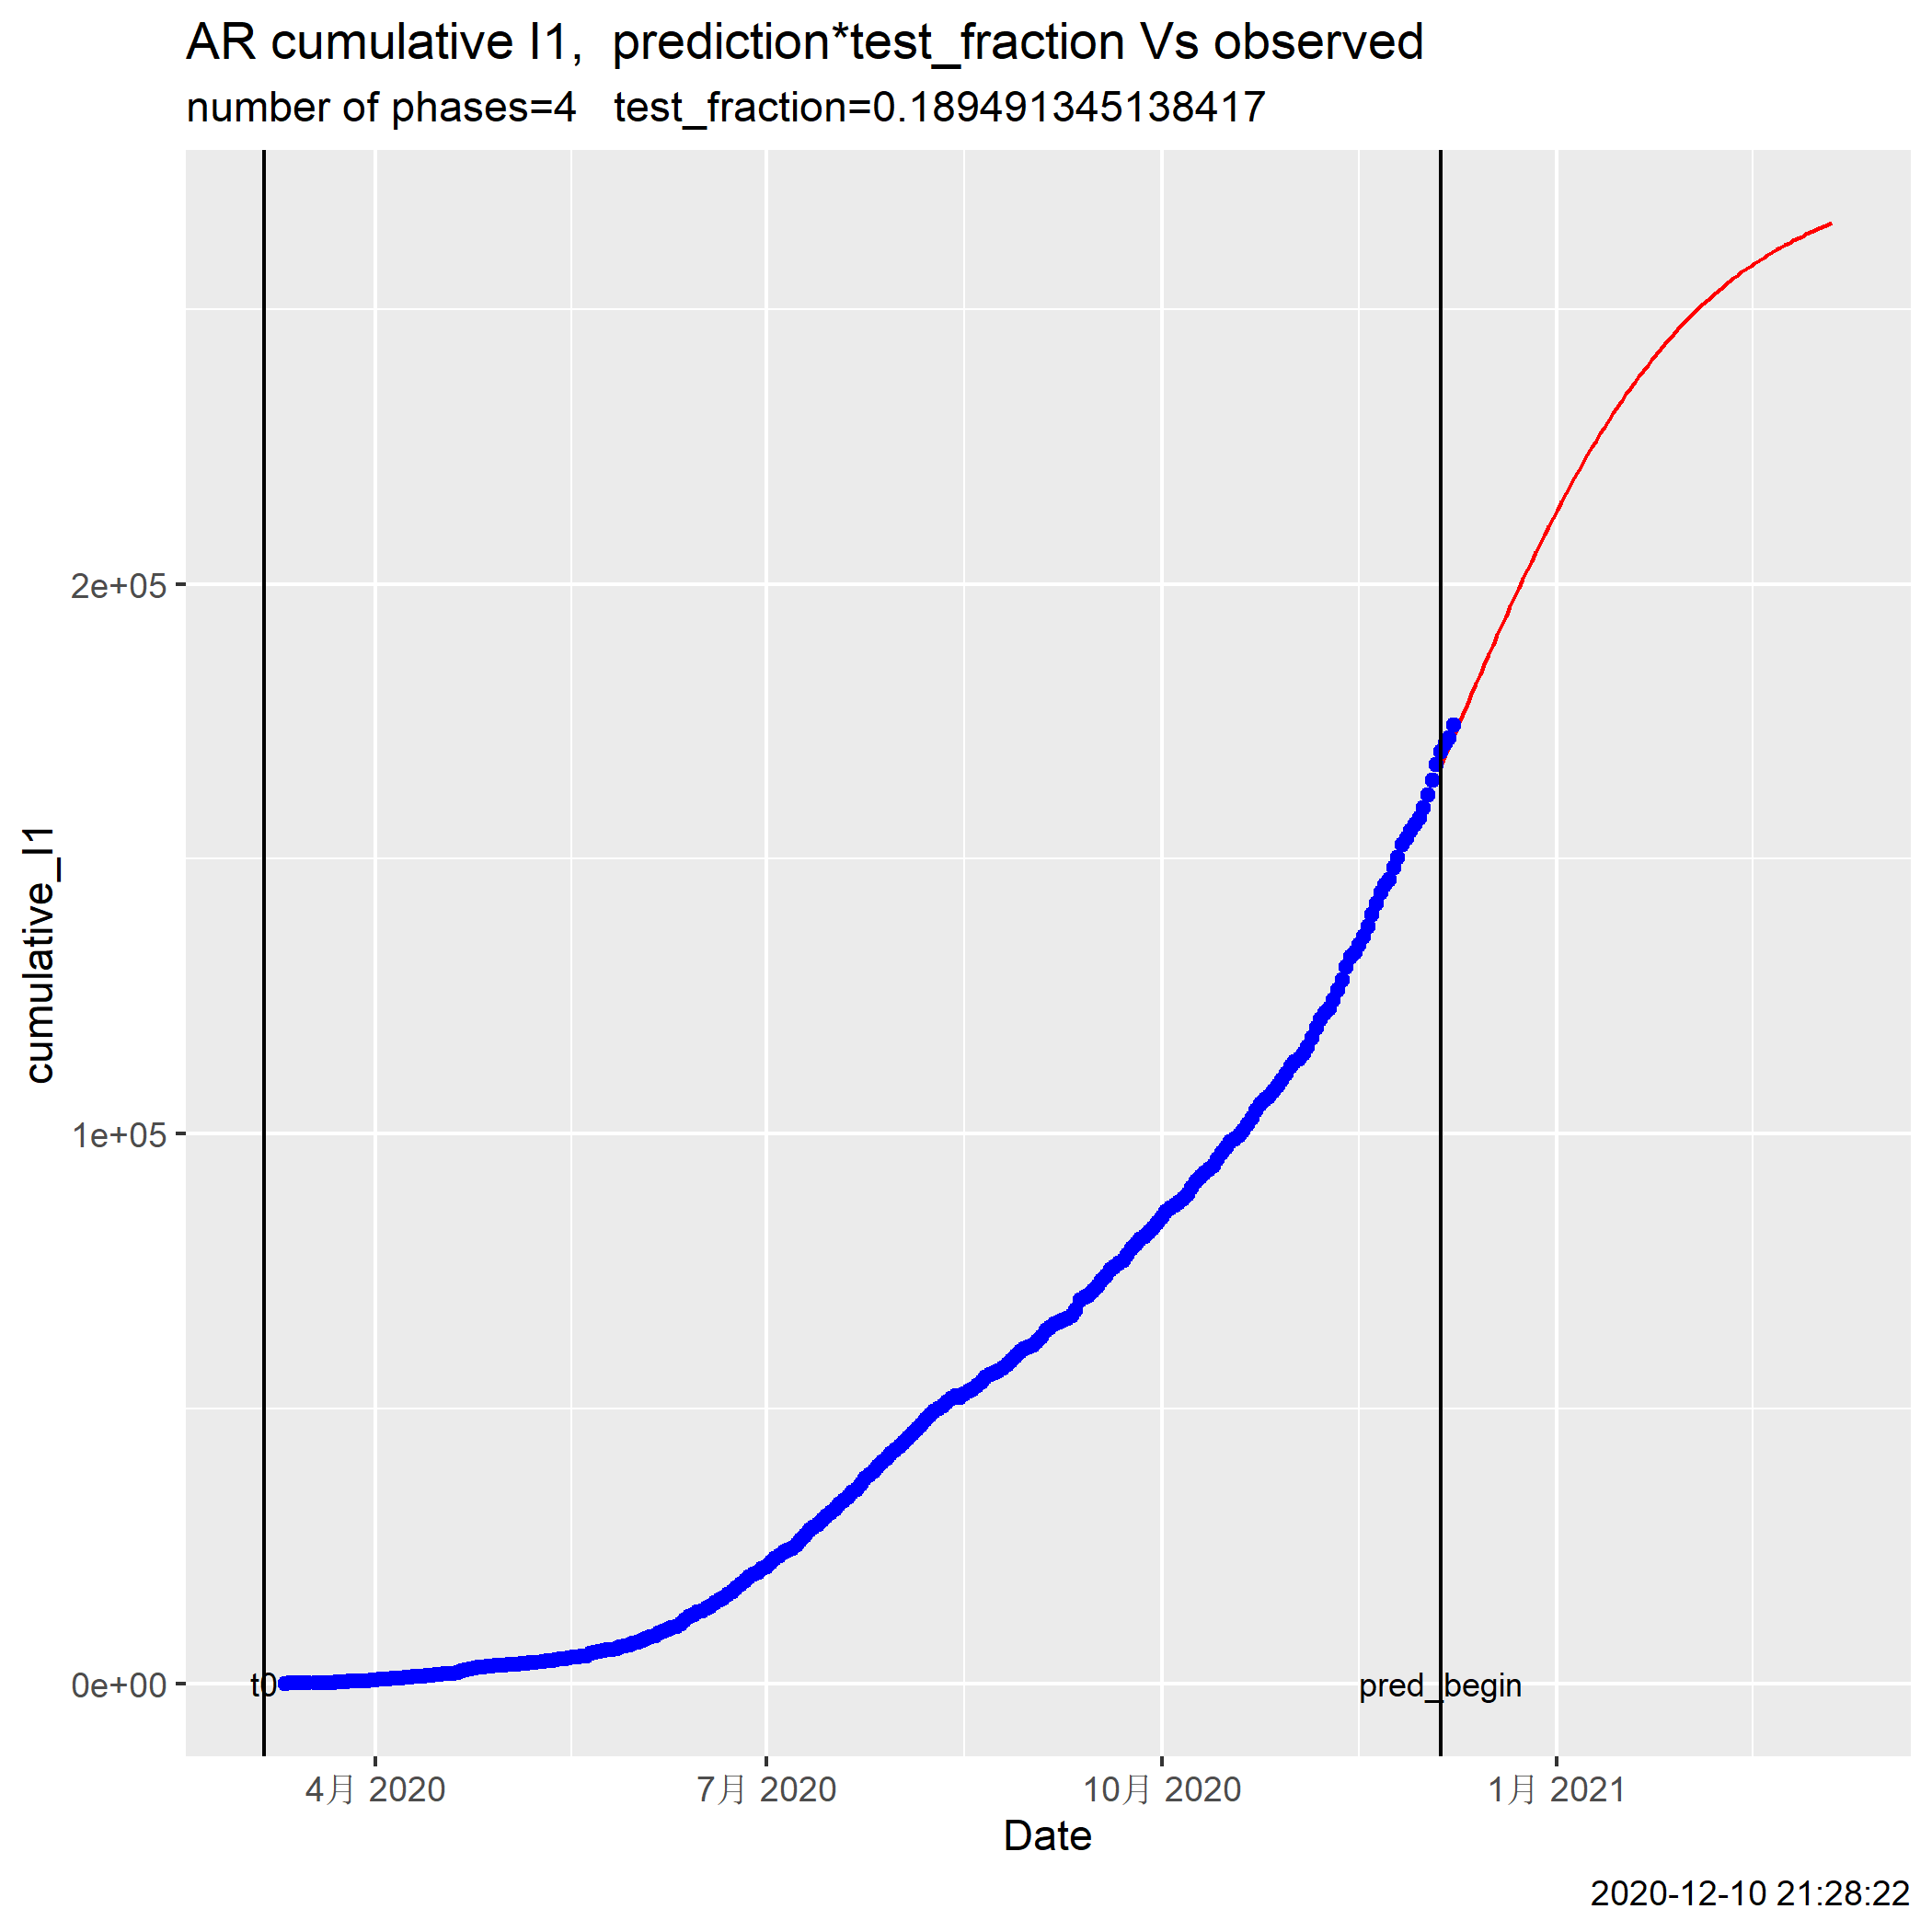 AR cumulative I1,  prediction*test_fraction Vs observed
number of phases=4   test_fraction=0.189491345138417
cumulative_I1
2e+05
1e+05
0e+00
t0
pred_begin
4月 2020
7月 2020
10月 2020
1月 2021
Date
2020-12-10 21:28:22